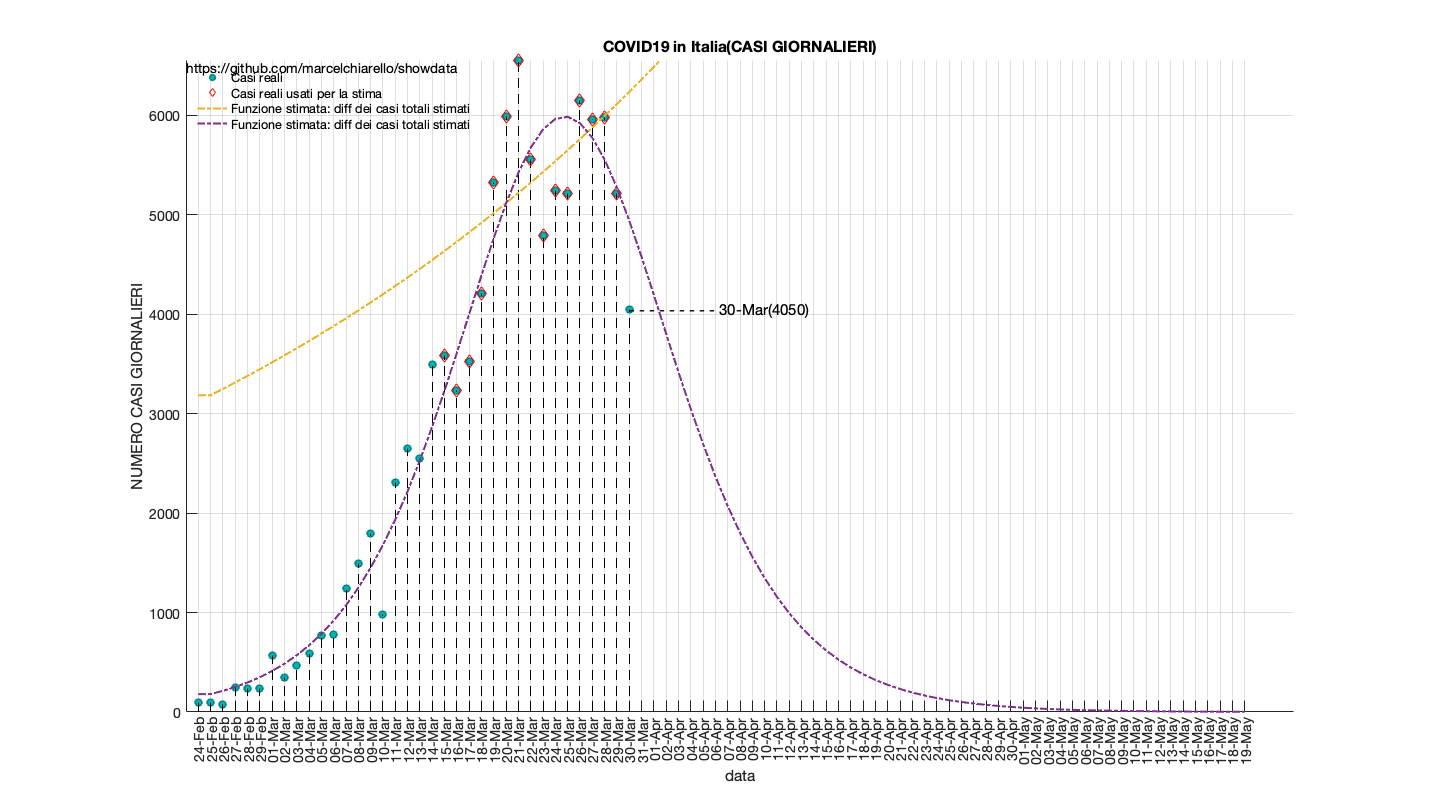 COVID19 in Italia(CASI GIORNALIERI)
https://github.com/marcelchiarello/showdata
Casi reali
Casi reali usati per la stima
Funzione stimata: diff dei casi totali stimati
Funzione stimata: diff dei casi totali stimati
6000
5000
4000
3000
2000
1000
0
NUMERO CASI GIORNALIERI
30-Mar(4050)
24-Feb
25-Feb
26-Feb
27-Feb
28-Feb
29-Feb
01-Mar
02-Mar
03-Mar
04-Mar
05-Mar
06-Mar
07-Mar
08-Mar
09-Mar
10-Mar
11-Mar
12-Mar
13-Mar
14-Mar
15-Mar
16-Mar
17-Mar
18-Mar
19-Mar
20-Mar
21-Mar
22-Mar
23-Mar
24-Mar
25-Mar
26-Mar
27-Mar
28-Mar
29-Mar
30-Mar
31-Mar
01-Apr
02-Apr
03-Apr
04-Apr
05-Apr
06-Apr
07-Apr
08-Apr
09-Apr
10-Apr
11-Apr
12-Apr
13-Apr
14-Apr
15-Apr
16-Apr
17-Apr
18-Apr
19-Apr
20-Apr
21-Apr
22-Apr
23-Apr
24-Apr
25-Apr
26-Apr
27-Apr
28-Apr
29-Apr
30-Apr
01-May
02-May
03-May
04-May
05-May
06-May
07-May
08-May
09-May
10-May
11-May
12-May
13-May
14-May
15-May
16-May
17-May
18-May
19-May
data